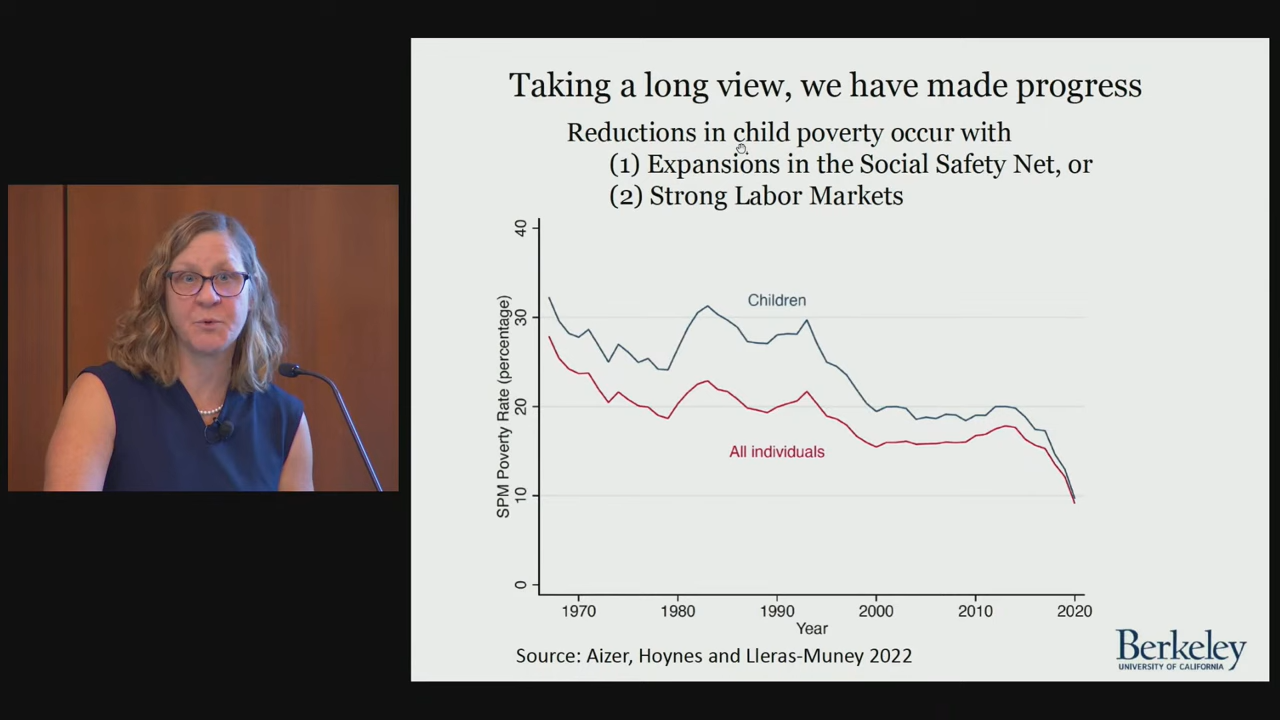 Taking a long view, we have made progress
Reductions in child poverty occur with
(1) Expansions in the Social Safety Net, or
(2) Strong Labor Markets
SPM Poverty Rate (percentage)
40
30
20
10
0
Children
All individuals
1970 1980 1990 2000 2010 2020
Year
Source: Aizer, Hoynes and Lleras-Muney 2022
Berkeley
UNIVERSITY OF CALIFORNIA